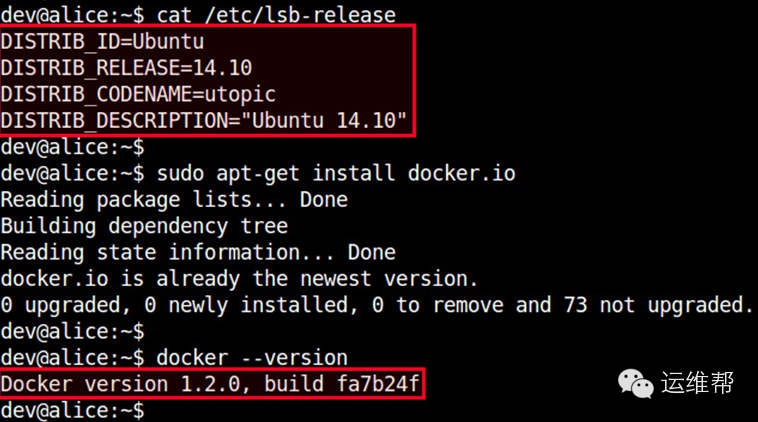 dev@alice:~$ cat /etc/lsb-release
DISTRIB_ID=Ubuntu
DISTRIB_RELEASE=14.10
DISTRIB_CODENAME=utopic
DISTRIB_DESCRIPTION="Ubuntu 14.10"
dev@alice:~$
dev@alice:~$ sudo apt-get install docker.io
Reading package lists... Done
Building dependency tree
Reading state information... Done
docker.io is already the newest version.
0 upgraded, 0 newly installed, 0 to remove and 73 not upgraded.
dev@alice:~$
dev@alice:~$ docker --version
Docker version 1.2.0, build fa7b24f
dev@alice:~$
运维帮